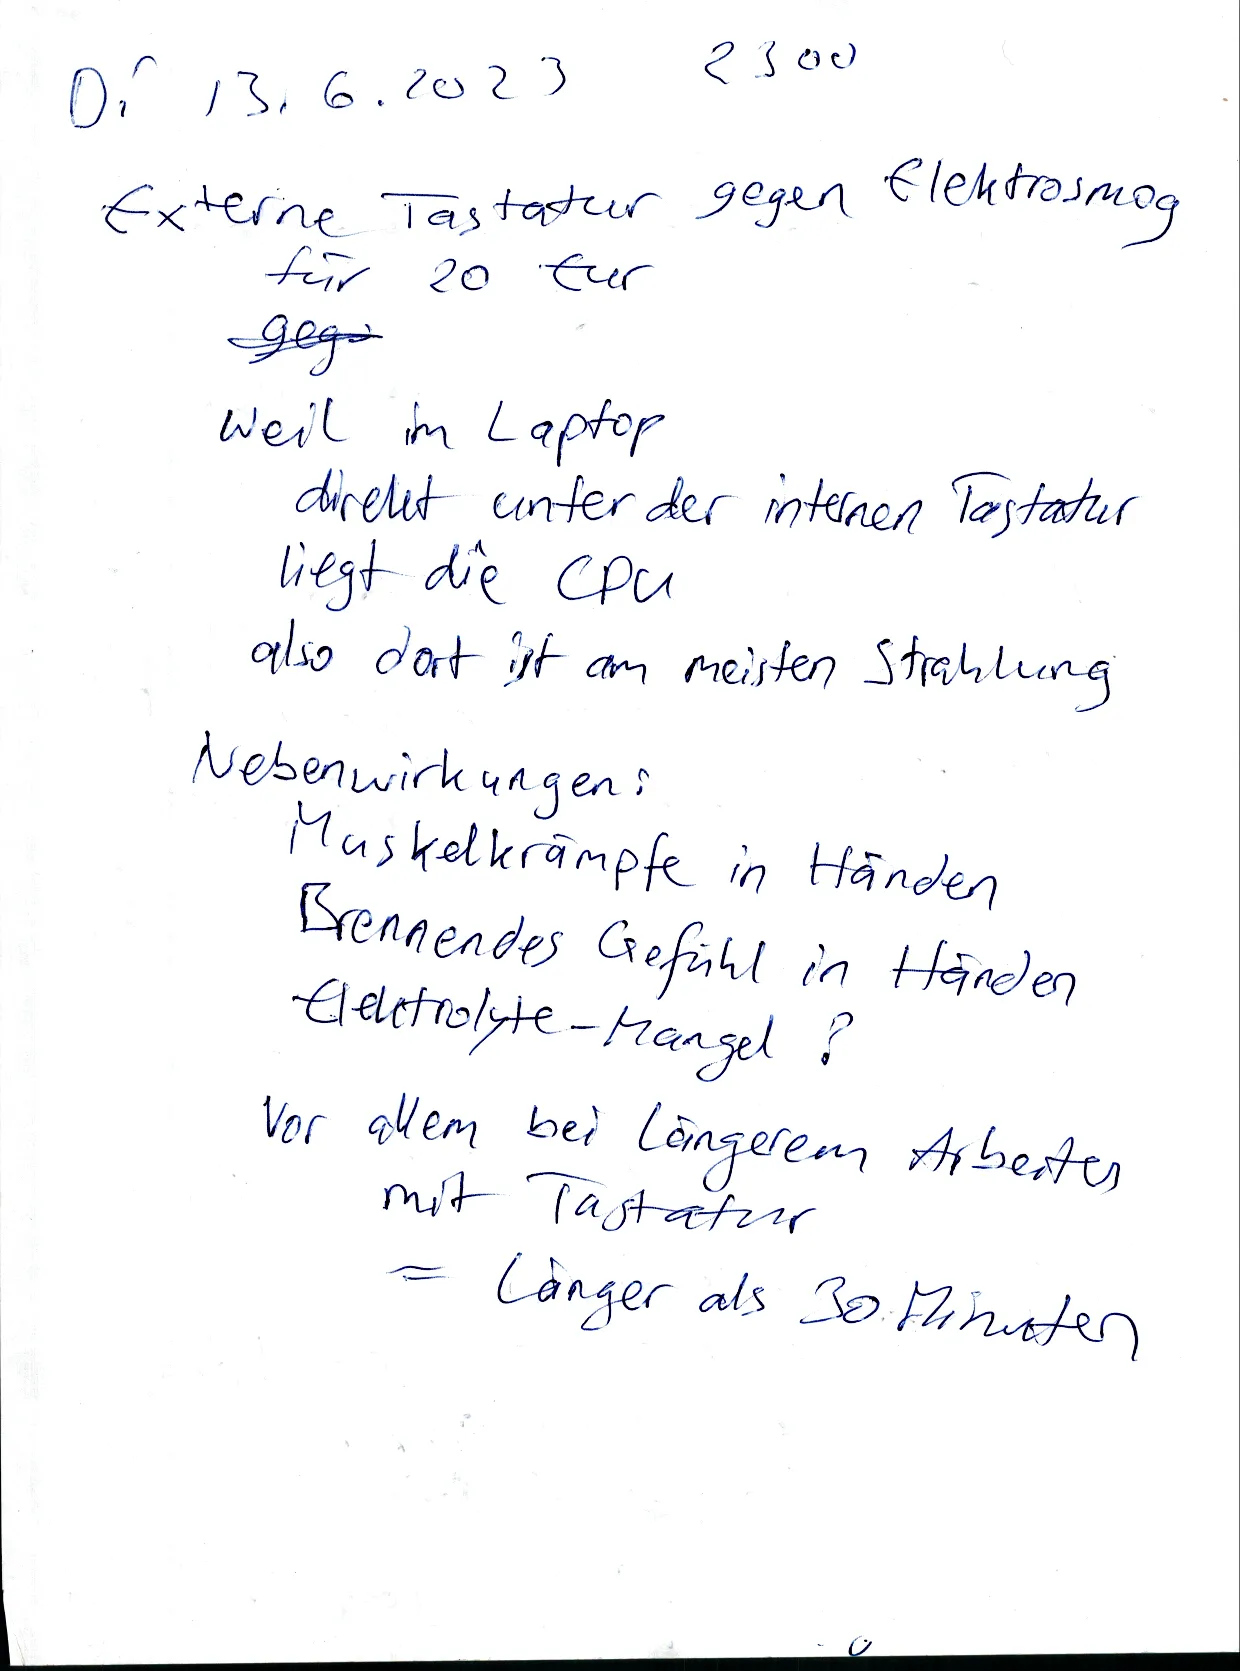 Di 13.6.2023 2300
Externe Tastatur gegen Elektrosmog
für 20 Eur
geg
weil im Laptop
direkt unter der internen Tastatur
liegt die CPU
also dort ist am meisten Strahlung
Nebenwirkungen:
Muskelkrämpfe in Händen
Brennendes Gefühl in Händen
Elektrolyte-Mangel?
Vor allem bei längerem Arbeiten
mit Tastatur
= Länger als 30 Minuten